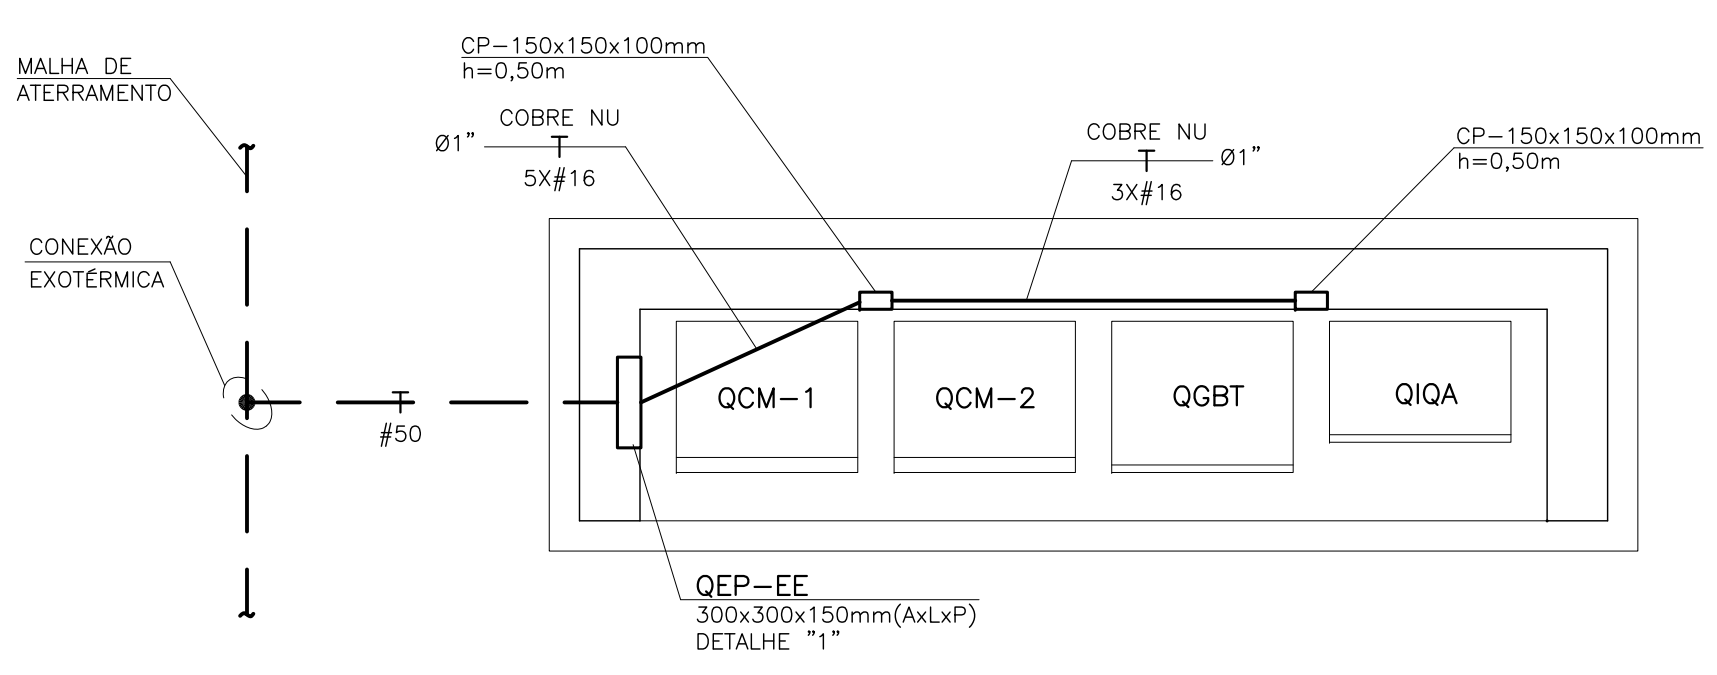 MALHA DE
ATERRAMENTO
CP-150x150x100mm
h=0,50m
COBRE NU
Ø1"
5X#16
COBRE NU
Ø1"
3X#16
CP-150x150x100mm
h=0,50m
CONEXÃO
EXOTÉRMICA
#50
QCM-1
QCM-2
QGBT
QIQA
QEP-EE
300x300x150mm(AxLxP)
DETALHE "1"